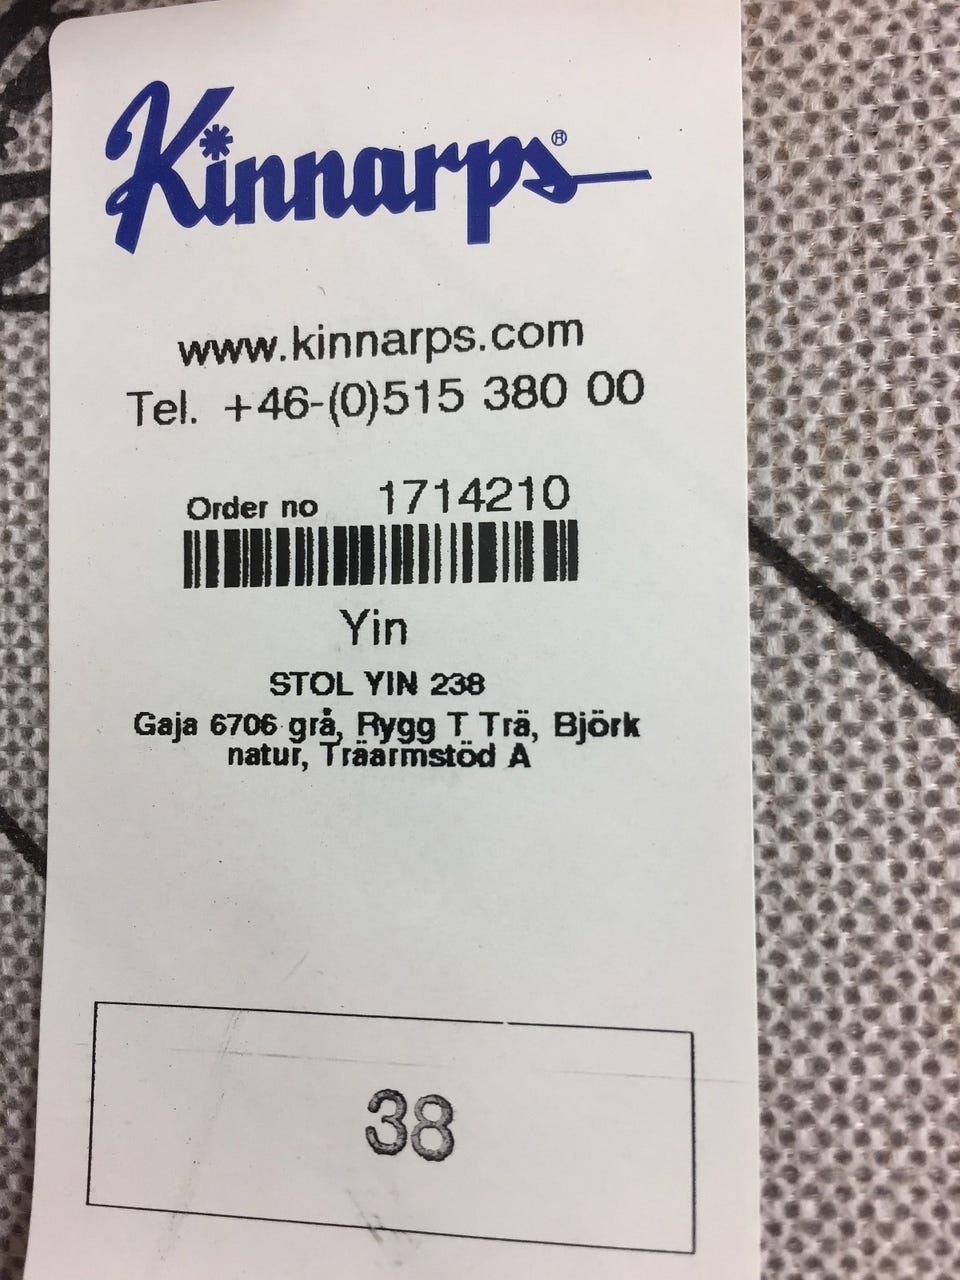 Kinnarps®
www.kinnarps.com
Tel. +46-(0)515 380 00
Order no 1714210
Yin
STOL YIN 238
Gaja 6706 grå, Rygg T Trä, Björk
natur, Träarmstöd A
38